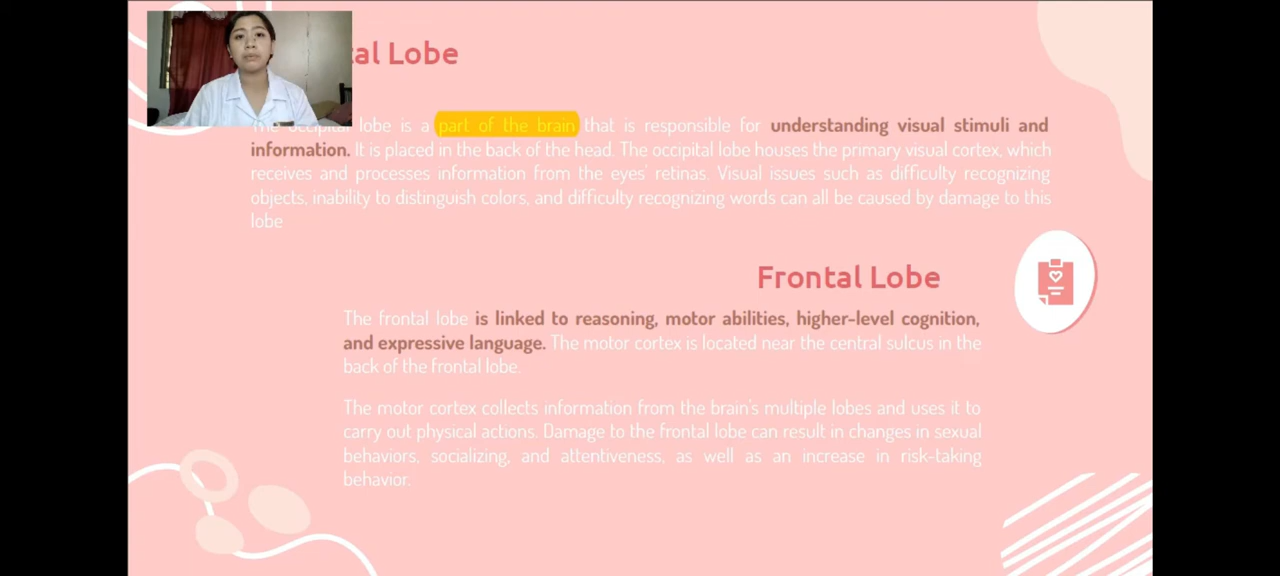 tal Lobe
The occipital lobe is a part of the brain that is responsible for understanding visual stimuli and
information. It is placed in the back of the head. The occipital lobe houses the primary visual cortex, which
receives and processes information from the eyes' retinas. Visual issues such as difficulty recognizing
objects, inability to distinguish colors, and difficulty recognizing words can all be caused by damage to this
lobe
Frontal Lobe
The frontal lobe is linked to reasoning, motor abilities, higher-level cognition,
and expressive language. The motor cortex is located near the central sulcus in the
back of the frontal lobe.
The motor cortex collects information from the brain's multiple lobes and uses it to
carry out physical actions. Damage to the frontal lobe can result in changes in sexual
behaviors, socializing, and attentiveness, as well as an increase in risk-taking
behavior.